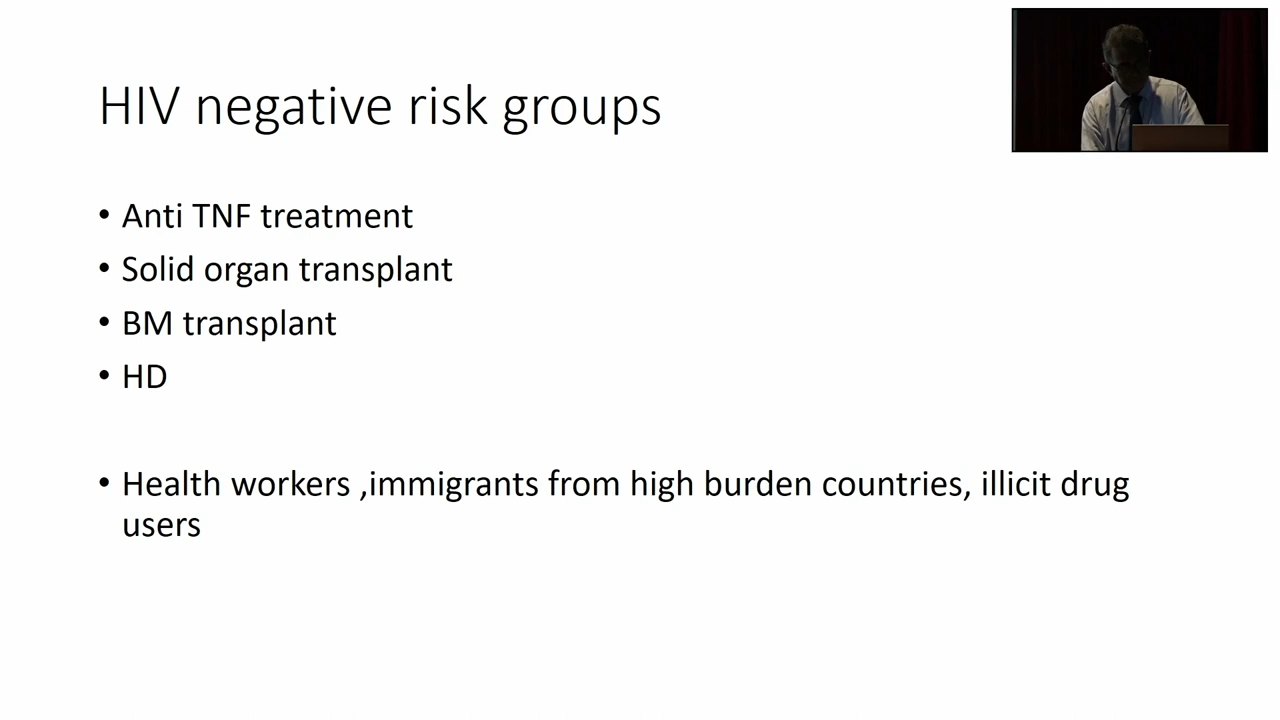 HIV negative risk groups
• Anti TNF treatment
• Solid organ transplant
• BM transplant
• HD
• Health workers ,immigrants from high burden countries, illicit drug
users